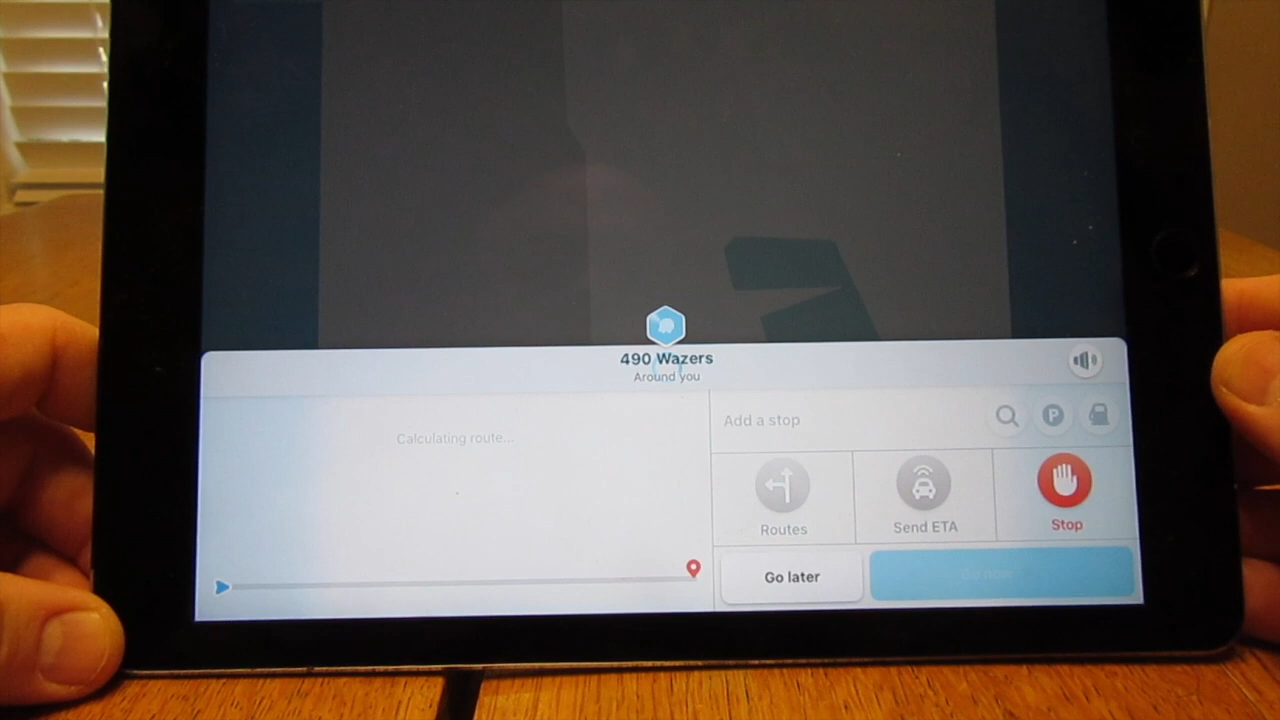 490 Wazers
Around you
Calculating route...
Add a stop
P
Routes
Send ETA
Stop
Go later
Go now